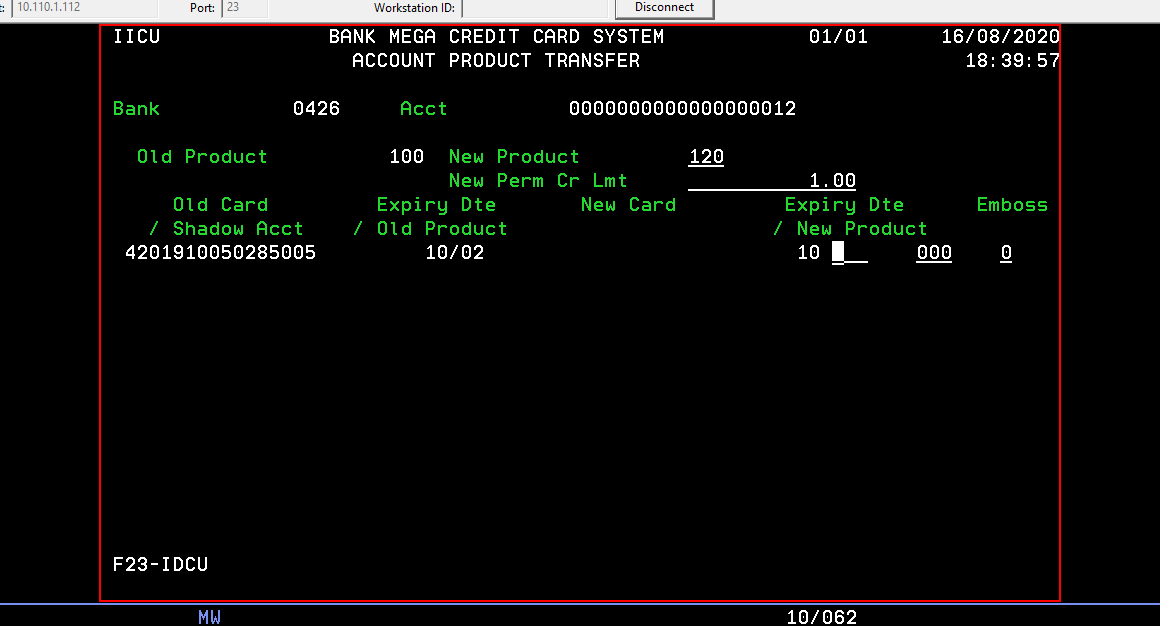 t: 10.110.1.112 Port: 23 Workstation ID: Disconnect
IICU BANK MEGA CREDIT CARD SYSTEM 01/01 16/08/2020
ACCOUNT PRODUCT TRANSFER 18:39:57
Bank 0426 Acct 0000000000000000012
Old Product 100 New Product 120
New Perm Cr Lmt 1.00
Old Card Expiry Dte New Card Expiry Dte Emboss
/ Shadow Acct / Old Product / New Product
4201910050285005 10/02 10 000 0
F23-IDCU
MW 10/062